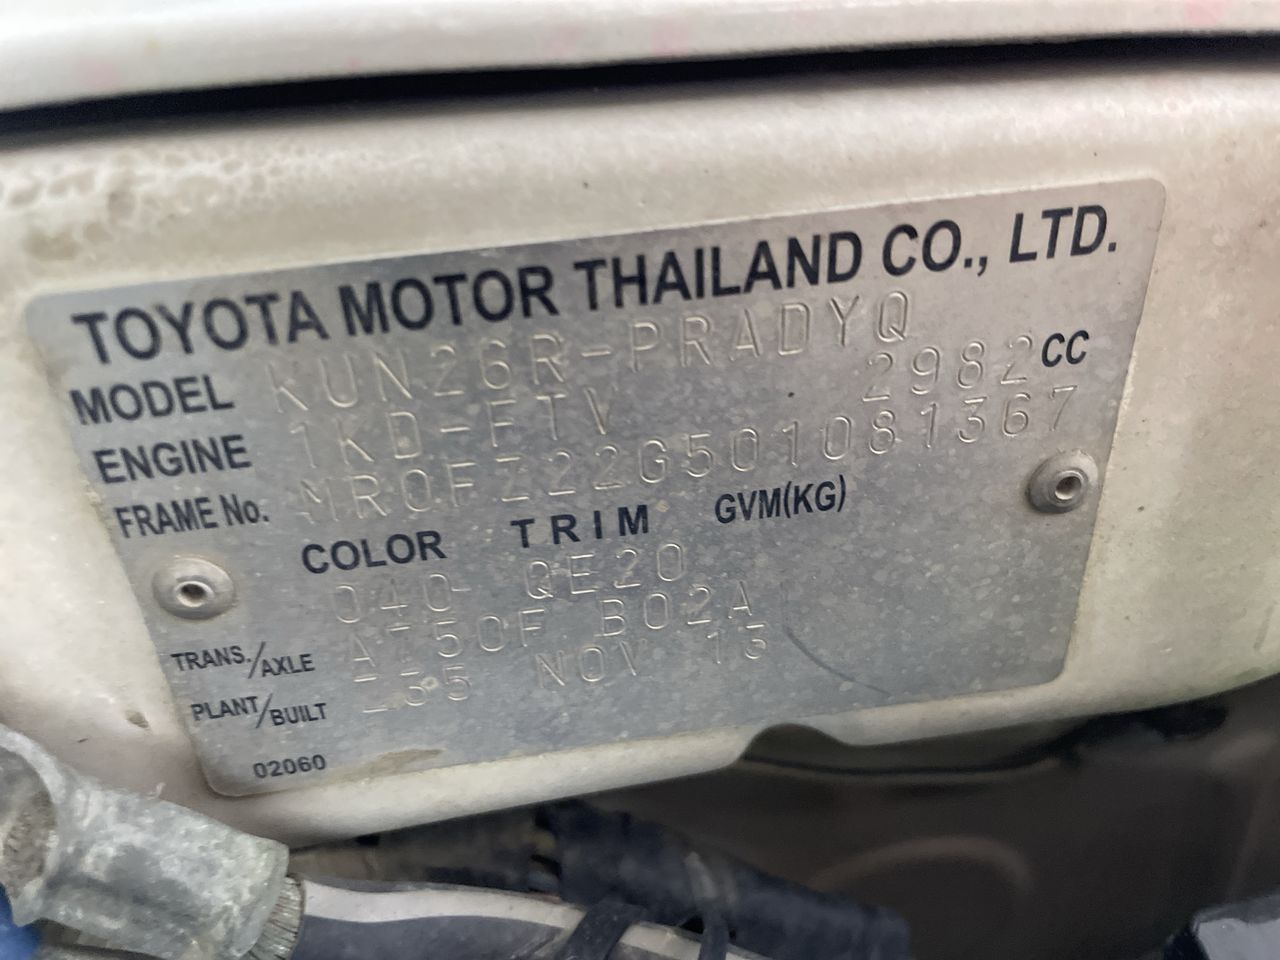 TOYOTA MOTOR THAILAND CO., LTD.
MODEL KUN26R-PRADYQ
ENGINE 1KD-FTV 2982 CC
FRAME No. MR0FZ22G501081367
COLOR TRIM GVM(KG)
040 QE20
TRANS./AXLE A750F B02A
PLANT/BUILT Z55 NOV 13
02060